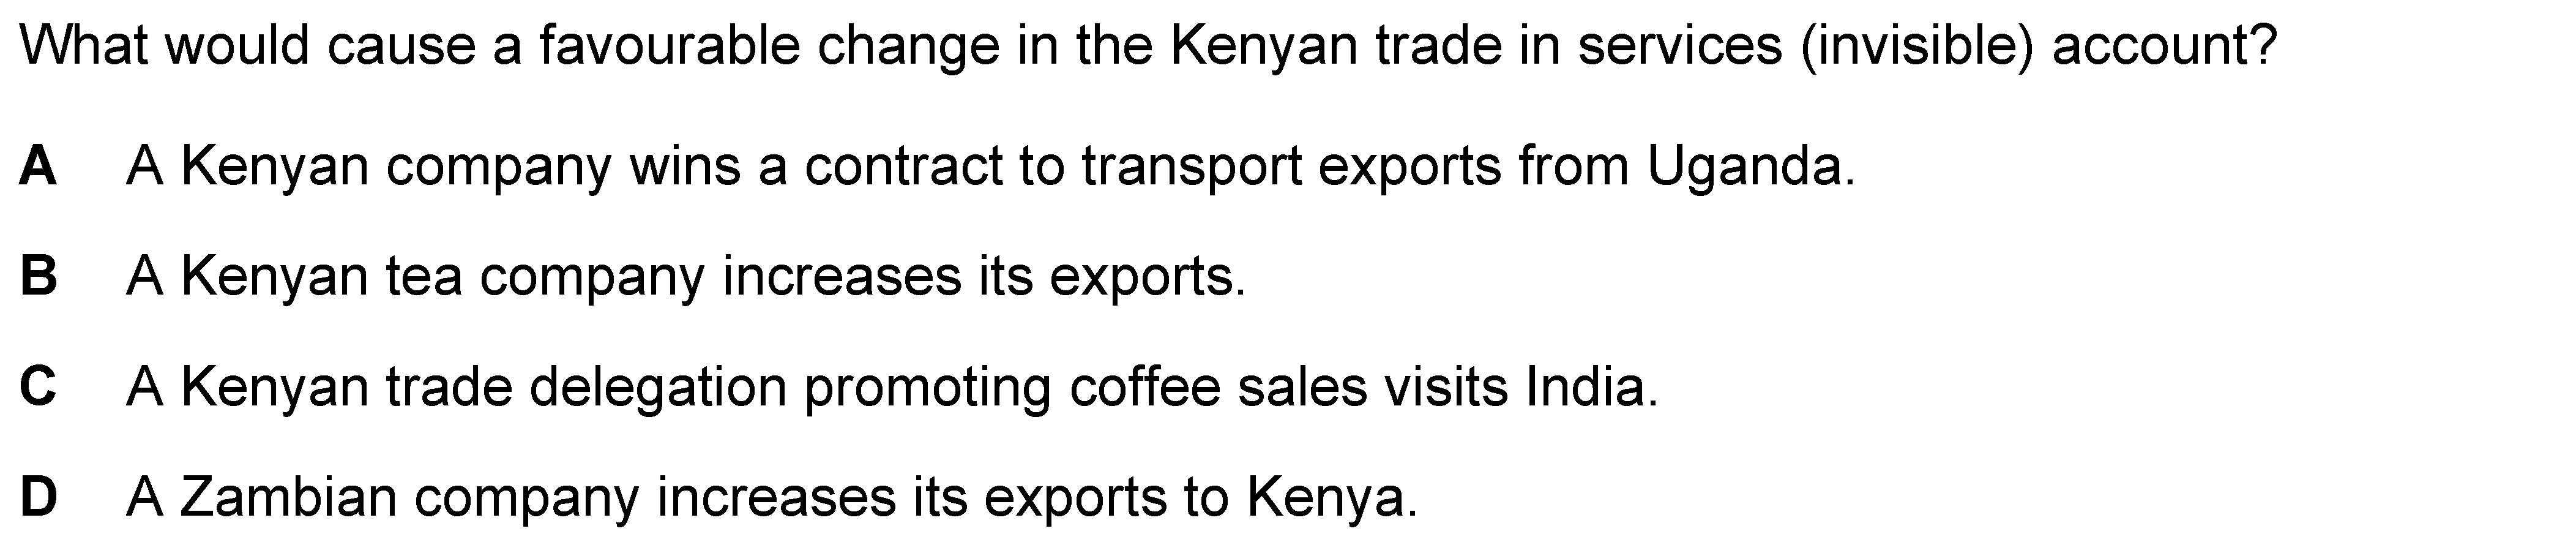 What would cause a favourable change in the Kenyan trade in services (invisible) account?
A A Kenyan company wins a contract to transport exports from Uganda.
B A Kenyan tea company increases its exports.
C A Kenyan trade delegation promoting coffee sales visits India.
D A Zambian company increases its exports to Kenya.